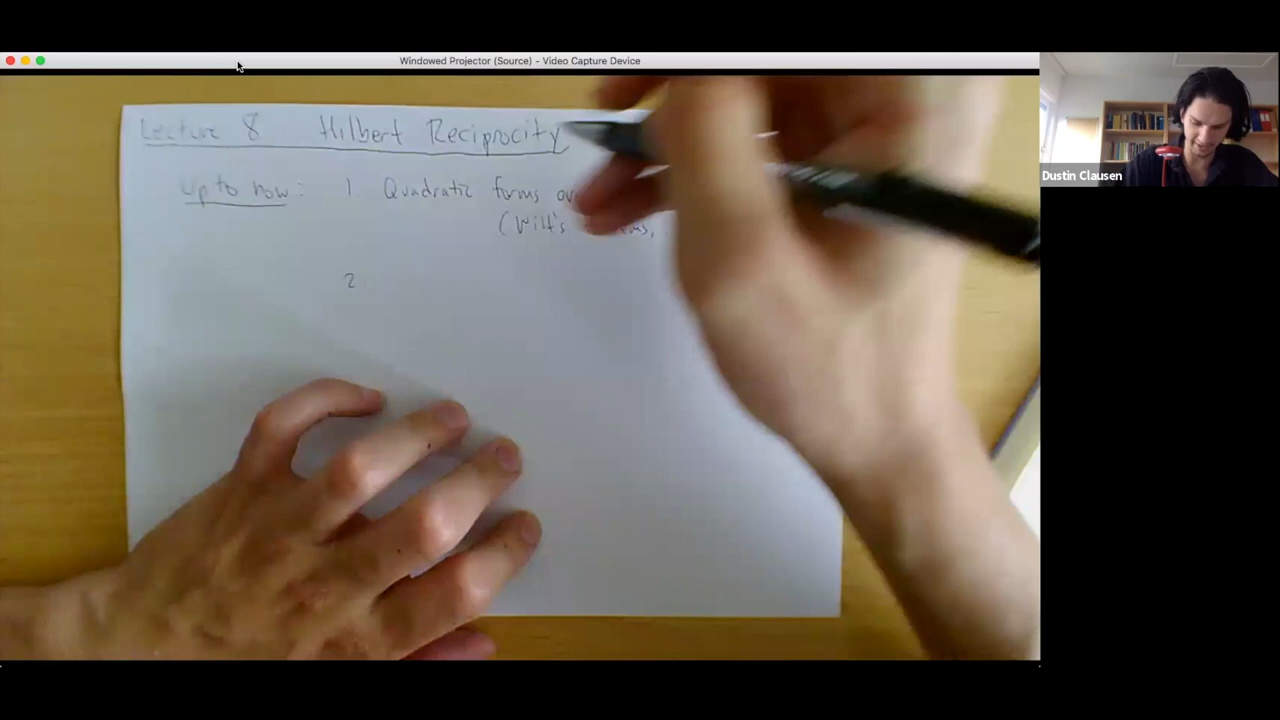 Windowed Projector (Source) - Video Capture Device
Dustin Clausen
Lecture 8 Hilbert Reciprocity
Up to now: 1. Quadratic forms
(Witt's
2